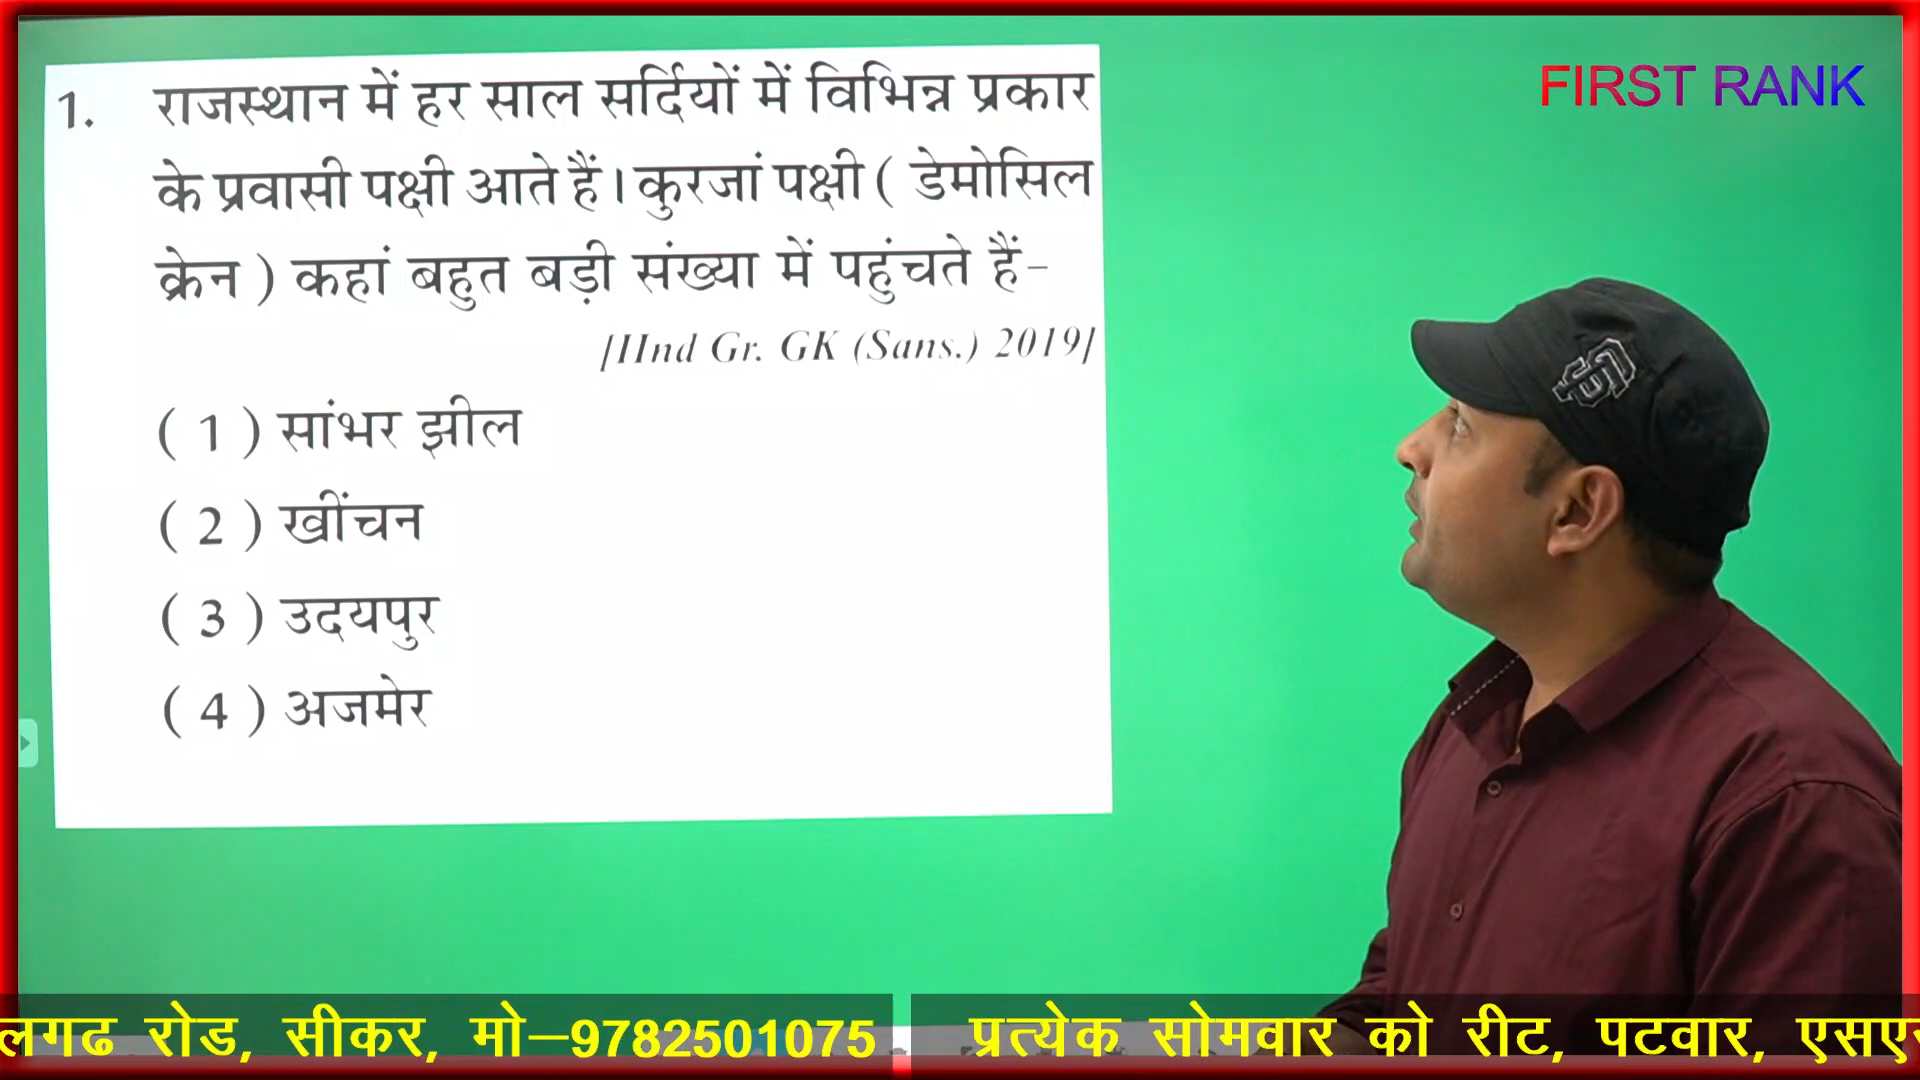 FIRST RANK
1. राजस्थान में हर साल सर्दियों में विभिन्न प्रकार
के प्रवासी पक्षी आते हैं। कुरजां पक्षी ( डेमोसिल
क्रेन ) कहां बहुत बड़ी संख्या में पहुंचते हैं-
[IInd Gr. GK (Sans.) 2019]
( 1 ) सांभर झील
( 2 ) खींचन
( 3 ) उदयपुर
( 4 ) अजमेर
लगढ रोड, सीकर, मो–9782501075 प्रत्येक सोमवार को रीट, पटवार,